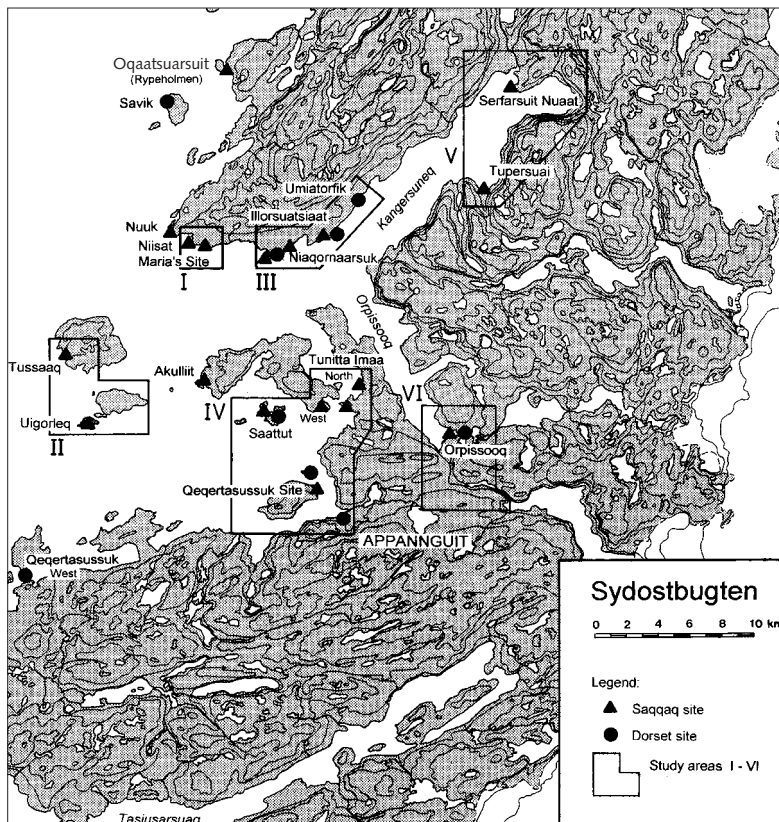 Oqaatsuarsuit
(Rypeholmen)
Savik
Serfarsuit Nuaat
V
Tupersuai
Umiatorfik
Kangersuneq
Illorsuatsiaat
Nuuk
Niisat
Maria's Site
Niaqornaarsuk
I
III
Orpissooq
Tussaaq
Akulliit
Tunitta Imaa
North
IV
VI
West
Saattut
Uigorleq
II
Orpissooq
Qeqertasussuk Site
APPANNGUIT
Qeqertasussuk
West
Sydostbugten
0 2 4 6 8 10 km
Legend:
Saqqaq site
Dorset site
Study areas I - VI
Tasiusarsuaq